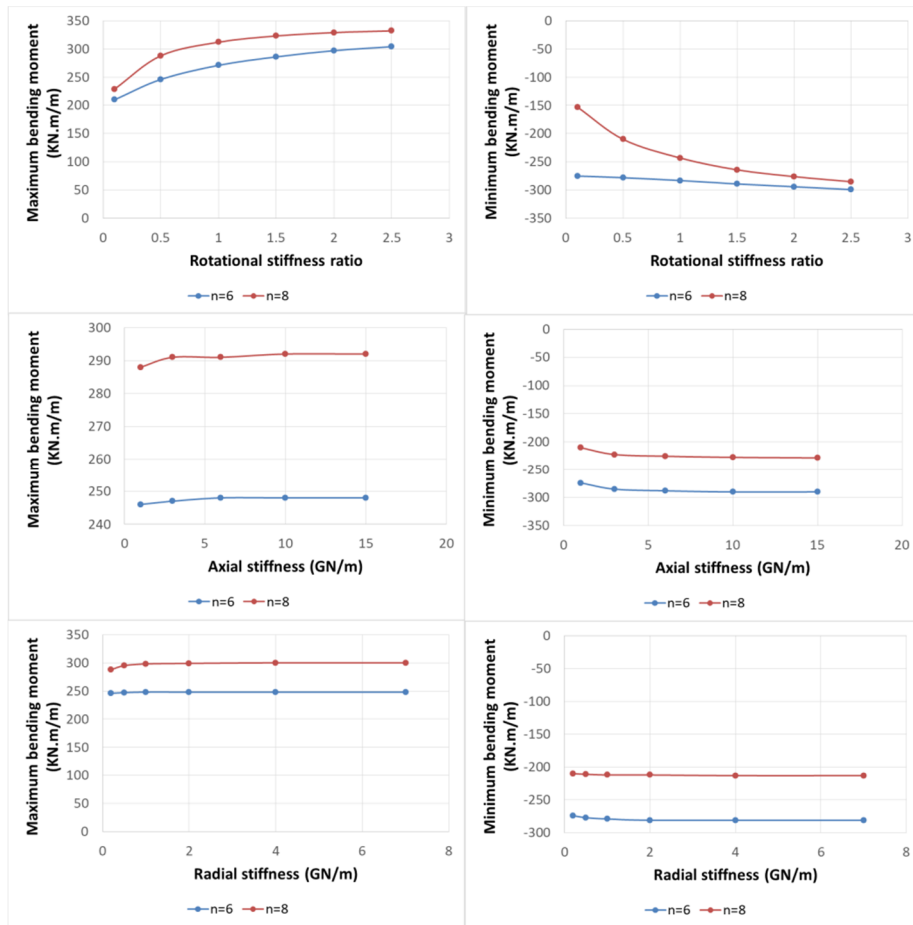 Maximum bending moment
(KN.m/m)
350
300
250
200
150
100
50
0
0 0.5 1 1.5 2 2.5 3
Rotational stiffness ratio
n=6 n=8
Minimum bending moment
(KN.m/m)
0
-50
-100
-150
-200
-250
-300
-350
0 0.5 1 1.5 2 2.5 3
Rotational stiffness ratio
n=6 n=8
Maximum bending moment
(KN.m/m)
300
290
280
270
260
250
240
0 5 10 15 20
Axial stiffness (GN/m)
n=6 n=8
Minimum bending moment
(KN.m/m)
0
-50
-100
-150
-200
-250
-300
-350
0 5 10 15 20
Axial stiffness (GN/m)
n=6 n=8
Maximum bending moment
(KN.m/m)
350
300
250
200
150
100
50
0
0 2 4 6 8
Radial stiffness (GN/m)
n=6 n=8
Minimum bending moment
(KN.m/m)
0
-50
-100
-150
-200
-250
-300
0 2 4 6 8
Radial stiffness (GN/m)
n=6 n=8